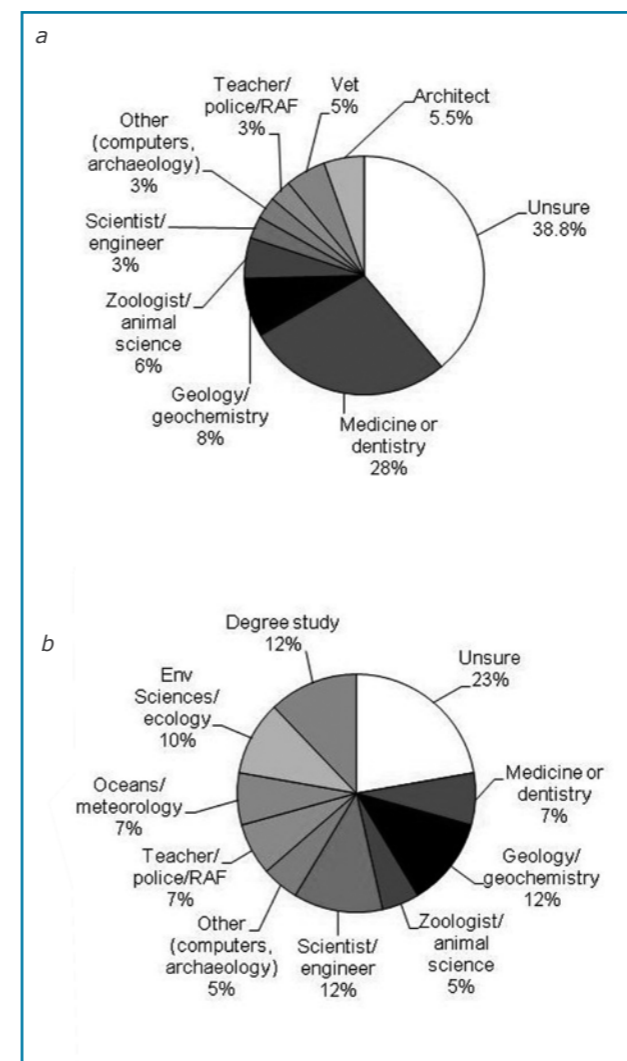 a
Teacher/
police/RAF
3%
Vet
5%
Architect
5.5%
Other
(computers,
archaeology)
3%
Unsure
38.8%
Scientist/
engineer
3%
Zoologist/
animal
science
6%
Geology/
geochemistry
8%
Medicine or
dentistry
28%
b
Degree study
12%
Unsure
23%
Env
Sciences/
ecology
10%
Medicine or
dentistry
7%
Oceans/
meteorology
7%
Geology/
geochemistry
12%
Teacher/
police/RAF
7%
Other
(computers,
archaeology)
5%
Scientist/
engineer
12%
Zoologist/
animal
science
5%